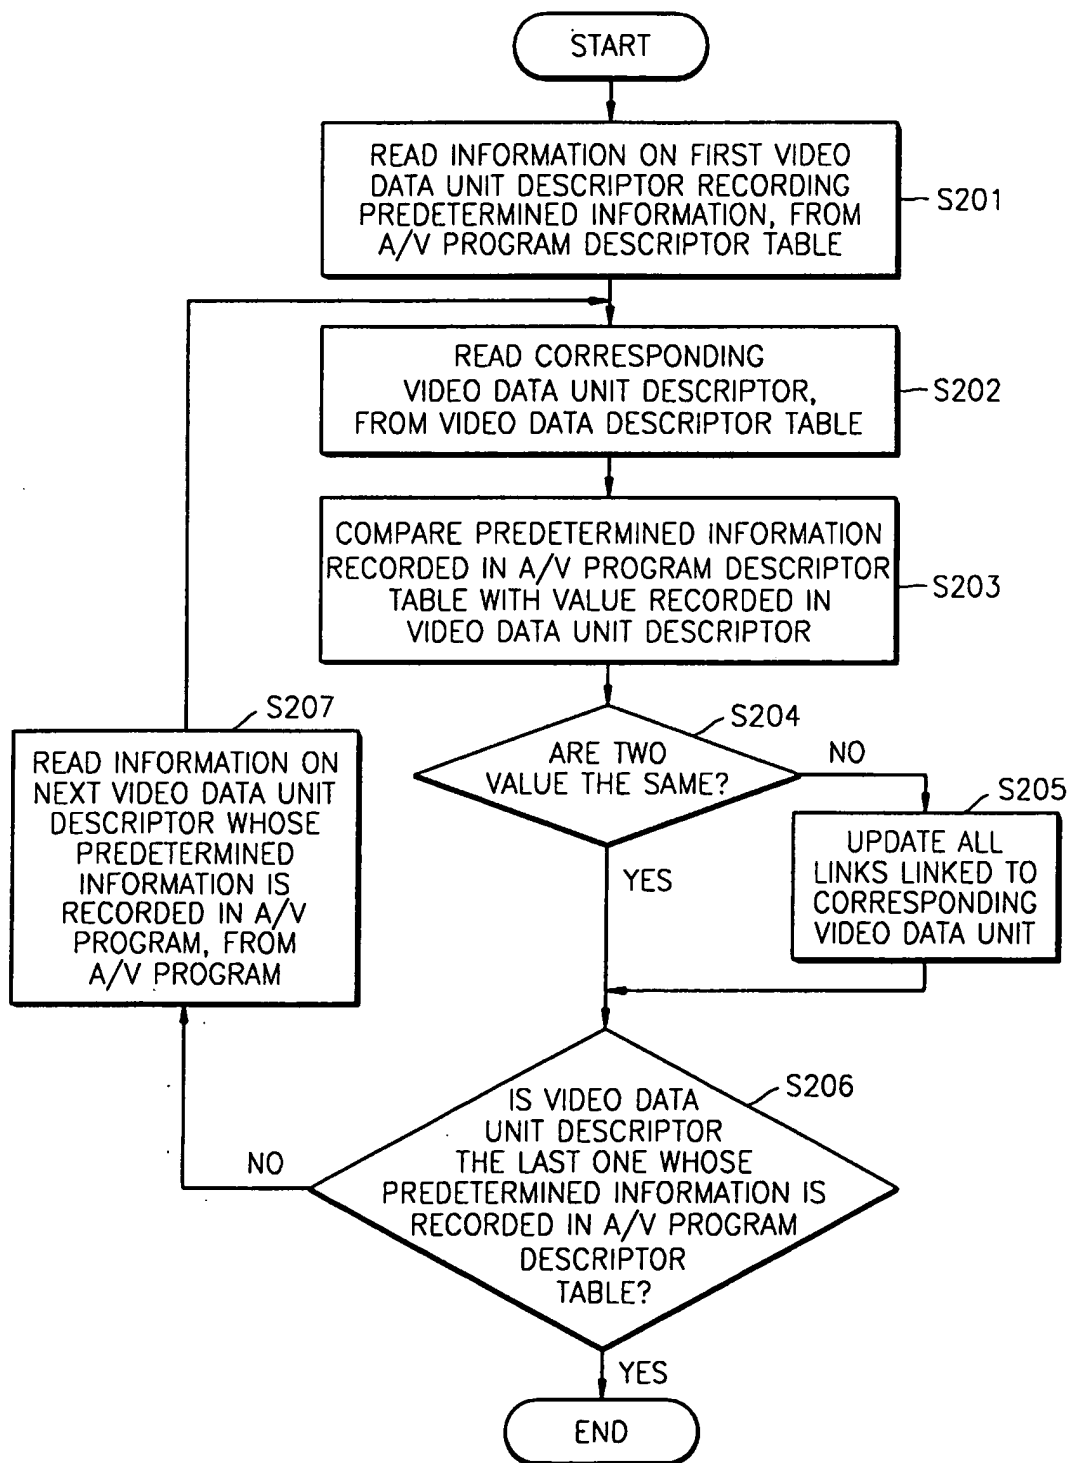 START
READ INFORMATION ON FIRST VIDEO
DATA UNIT DESCRIPTOR RECORDING
PREDETERMINED INFORMATION, FROM
A/V PROGRAM DESCRIPTOR TABLE
S201
READ CORRESPONDING
VIDEO DATA UNIT DESCRIPTOR,
FROM VIDEO DATA DESCRIPTOR TABLE
S202
COMPARE PREDETERMINED INFORMATION
RECORDED IN A/V PROGRAM DESCRIPTOR
TABLE WITH VALUE RECORDED IN
VIDEO DATA UNIT DESCRIPTOR
S203
S204
ARE TWO
VALUE THE SAME?
NO
YES
S205
UPDATE ALL
LINKS LINKED TO
CORRESPONDING
VIDEO DATA UNIT
S207
READ INFORMATION ON
NEXT VIDEO DATA UNIT
DESCRIPTOR WHOSE
PREDETERMINED
INFORMATION IS
RECORDED IN A/V
PROGRAM, FROM
A/V PROGRAM
S206
IS VIDEO DATA
UNIT DESCRIPTOR
THE LAST ONE WHOSE
PREDETERMINED INFORMATION IS
RECORDED IN A/V PROGRAM
DESCRIPTOR
TABLE?
NO
YES
END